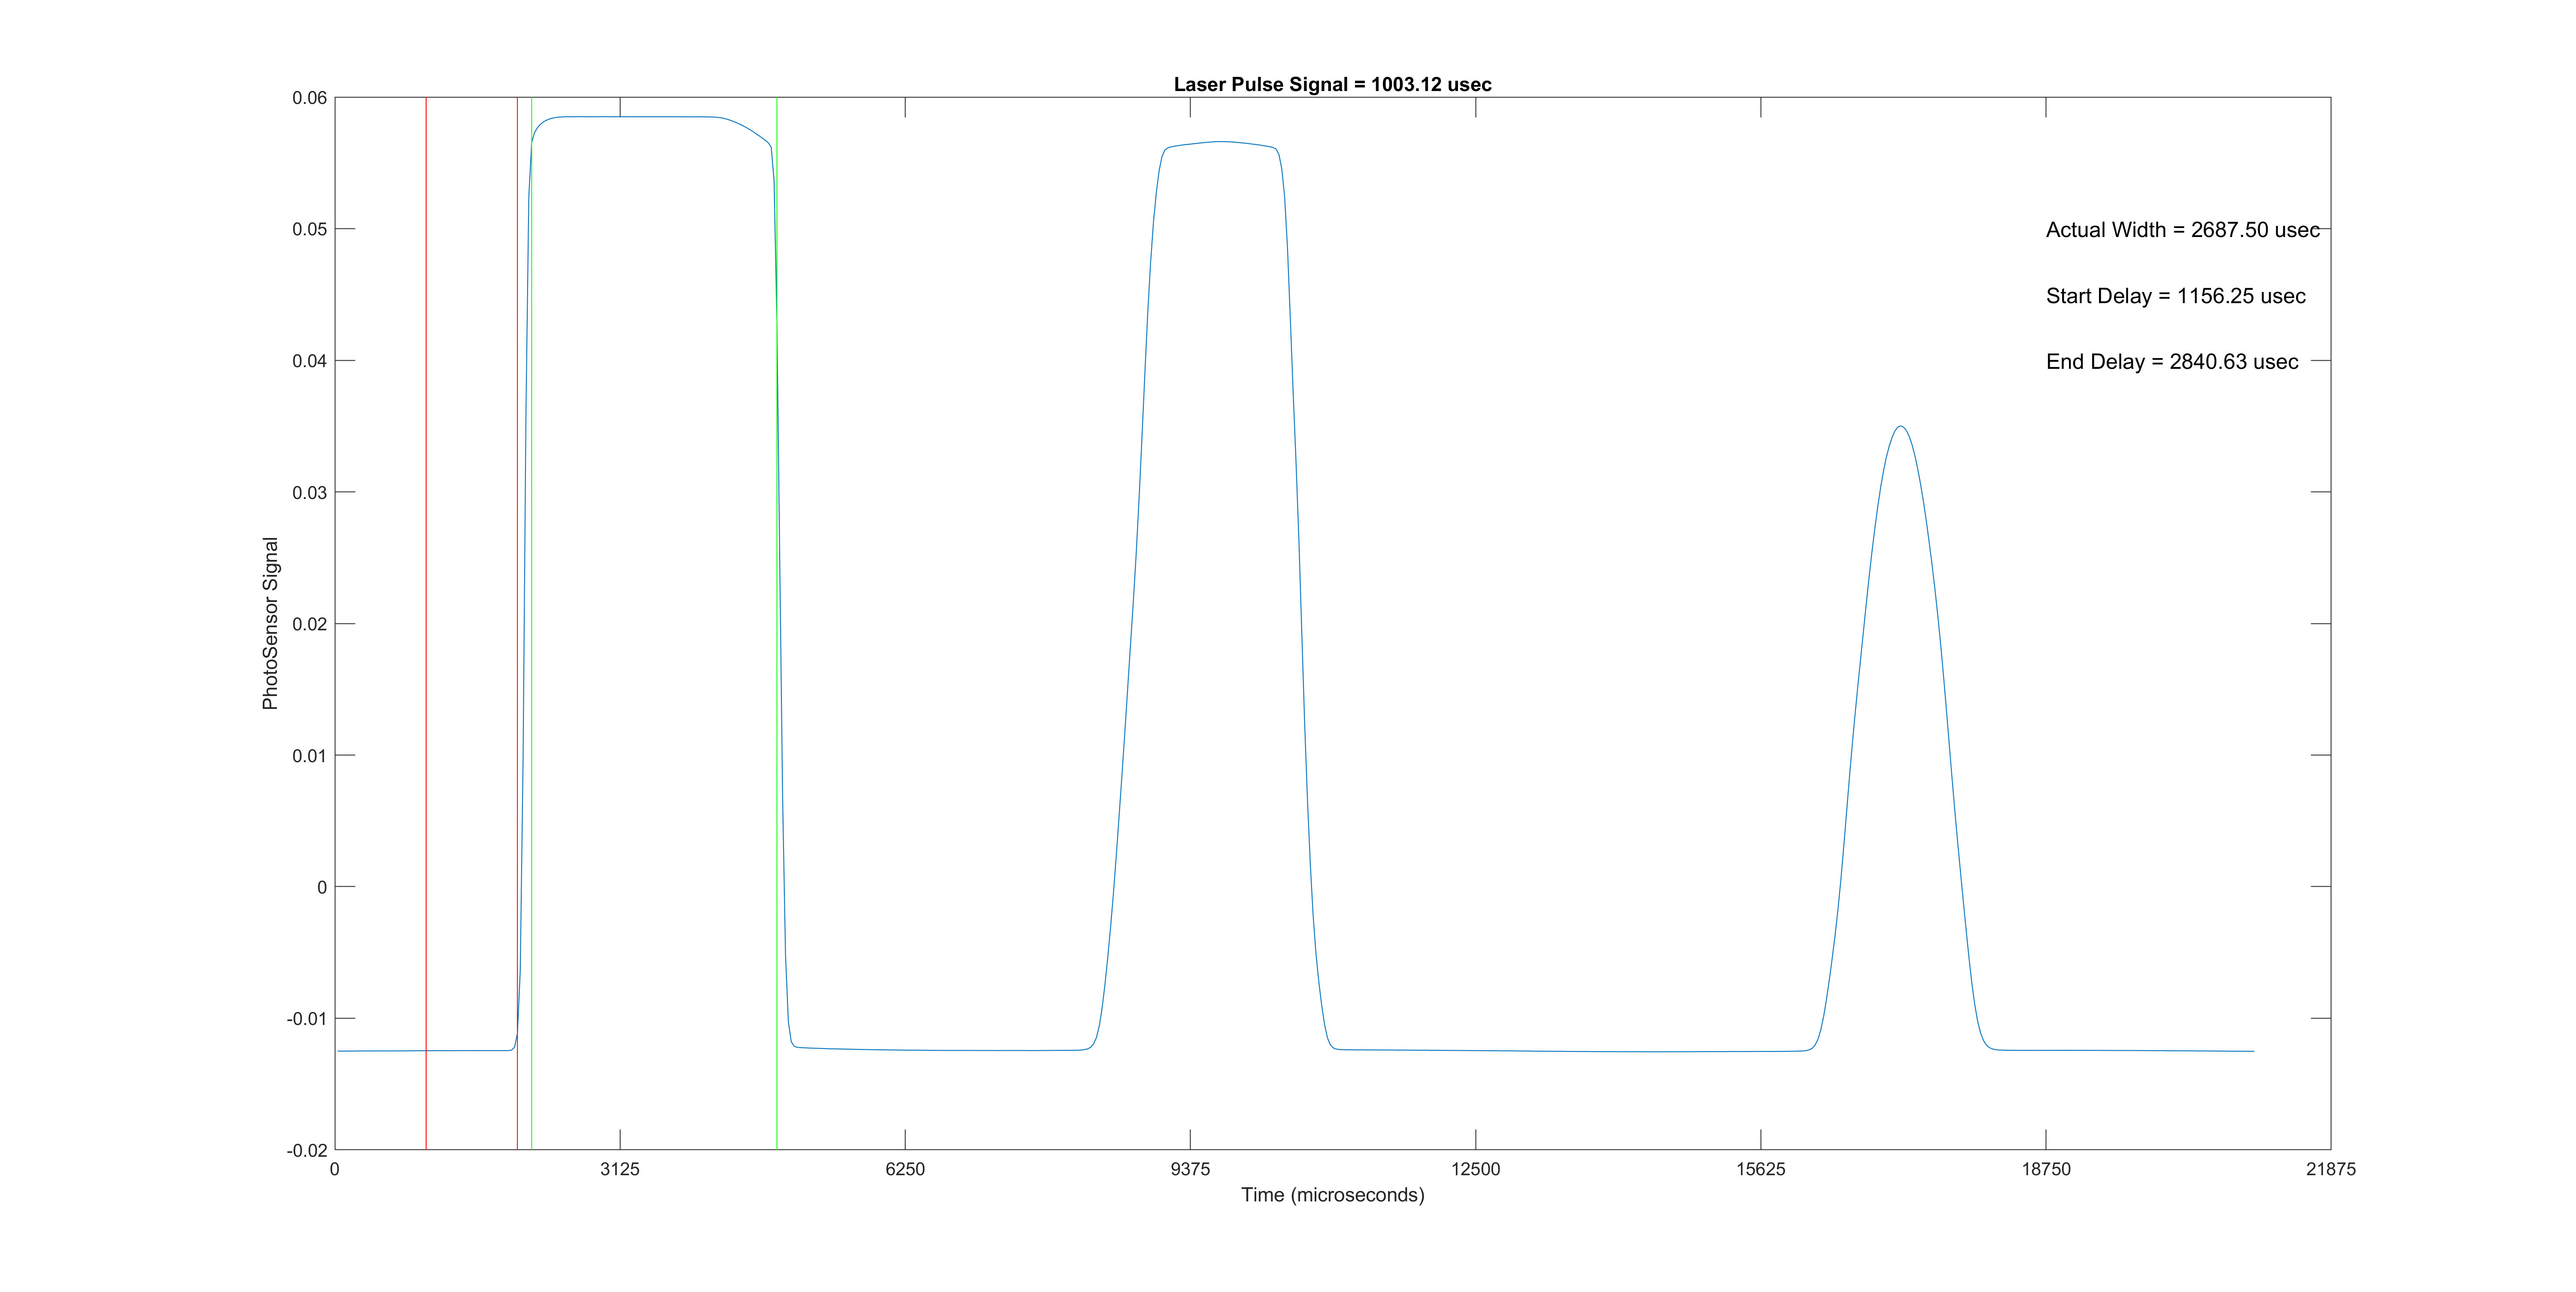 Laser Pulse Signal = 1003.12 usec
0.06
0.05
0.04
0.03
0.02
0.01
0
-0.01
-0.02
PhotoSensor Signal
Actual Width = 2687.50 usec
Start Delay = 1156.25 usec
End Delay = 2840.63 usec
0 3125 6250 9375 12500 15625 18750 21875
Time (microseconds)